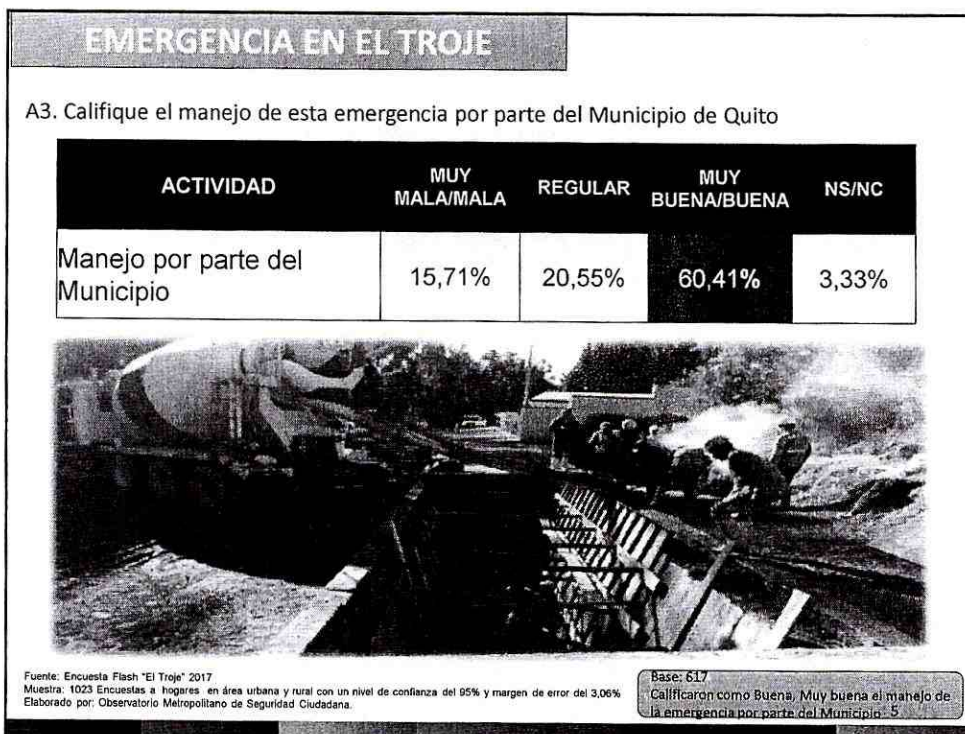 EMERGENCIA EN EL TROJE
A3. Califique el manejo de esta emergencia por parte del Municipio de Quito
ACTIVIDAD
MUY
MALA/MALA
REGULAR
MUY
BUENA/BUENA
NS/NC
Manejo por parte del
Municipio
15,71%
20,55%
60,41%
3,33%
Fuente: Encuesta Flash "El Troje" 2017
Muestra: 1023 Encuestas a hogares en área urbana y rural con un nivel de confianza del 95% y margen de error del 3,06%
Elaborado por: Observatorio Metropolitano de Seguridad Ciudadana.
Base: 617
Calificaron como Buena, Muy buena el manejo de
la emergencia por parte del Municipio 5